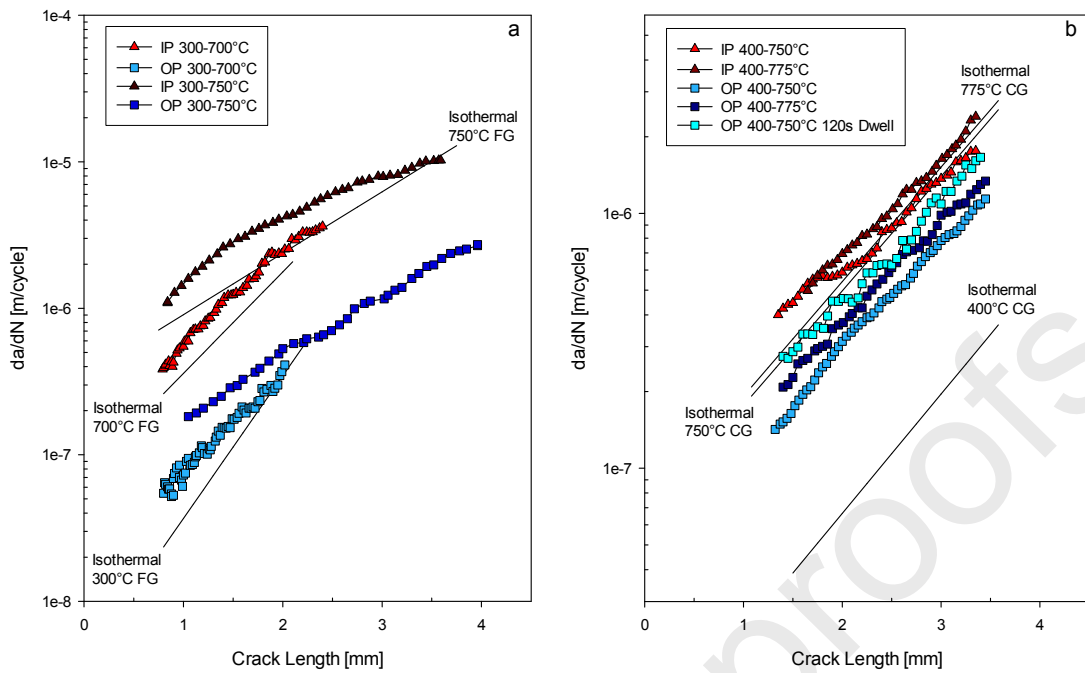 a
1e-4
IP 300-700°C
OP 300-700°C
IP 300-750°C
OP 300-750°C
Isothermal
750°C FG
1e-5
1e-6
Isothermal
700°C FG
1e-7
Isothermal
300°C FG
1e-8
da/dN [m/cycle]
0
1
2
3
4
Crack Length [mm]
b
IP 400-750°C
IP 400-775°C
OP 400-750°C
OP 400-775°C
OP 400-750°C 120s Dwell
Isothermal
775°C CG
1e-6
Isothermal
400°C CG
Isothermal
750°C CG
1e-7
da/dN [m/cycle]
0
1
2
3
4
Crack Length [mm]
proofs